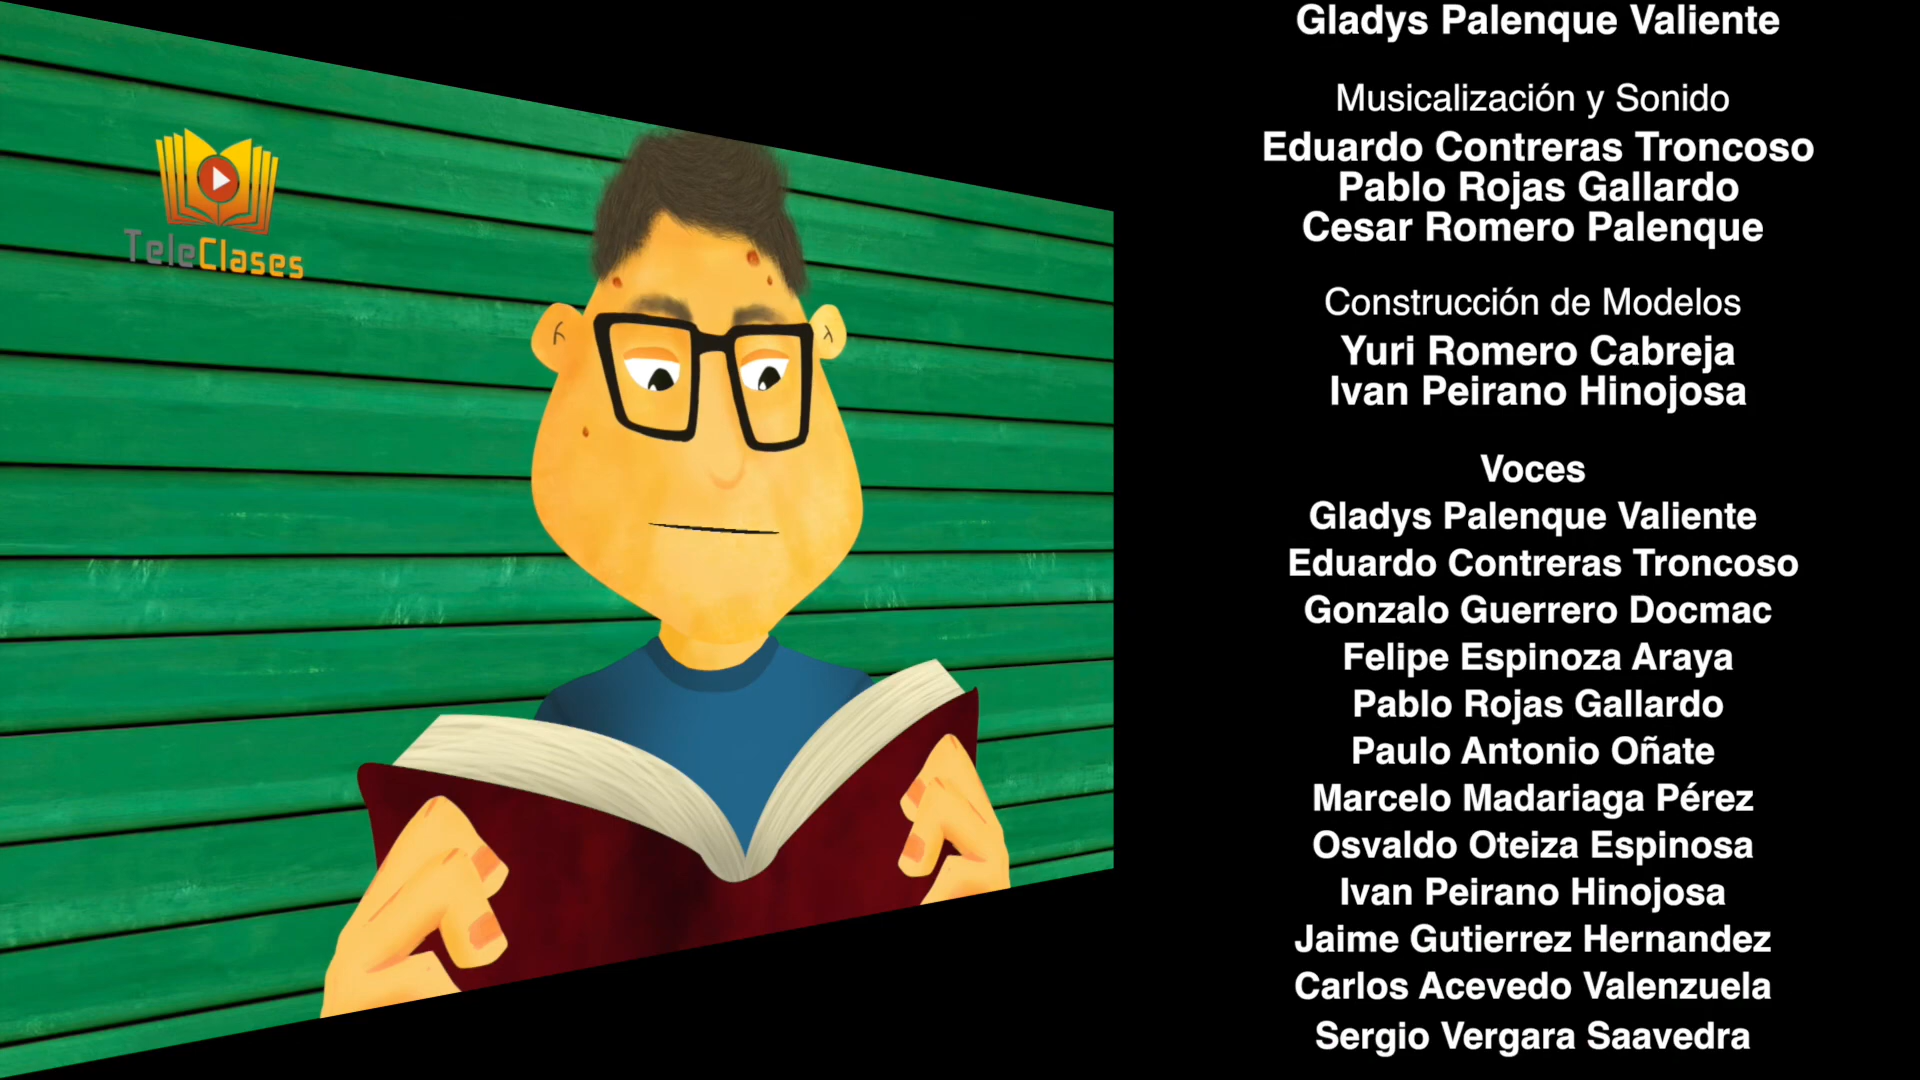 TeleClases
Gladys Palenque Valiente
Musicalización y Sonido
Eduardo Contreras Troncoso
Pablo Rojas Gallardo
Cesar Romero Palenque
Construcción de Modelos
Yuri Romero Cabreja
Ivan Peirano Hinojosa
Voces
Gladys Palenque Valiente
Eduardo Contreras Troncoso
Gonzalo Guerrero Docmac
Felipe Espinoza Araya
Pablo Rojas Gallardo
Paulo Antonio Oñate
Marcelo Madariaga Pérez
Osvaldo Oteiza Espinosa
Ivan Peirano Hinojosa
Jaime Gutierrez Hernandez
Carlos Acevedo Valenzuela
Sergio Vergara Saavedra